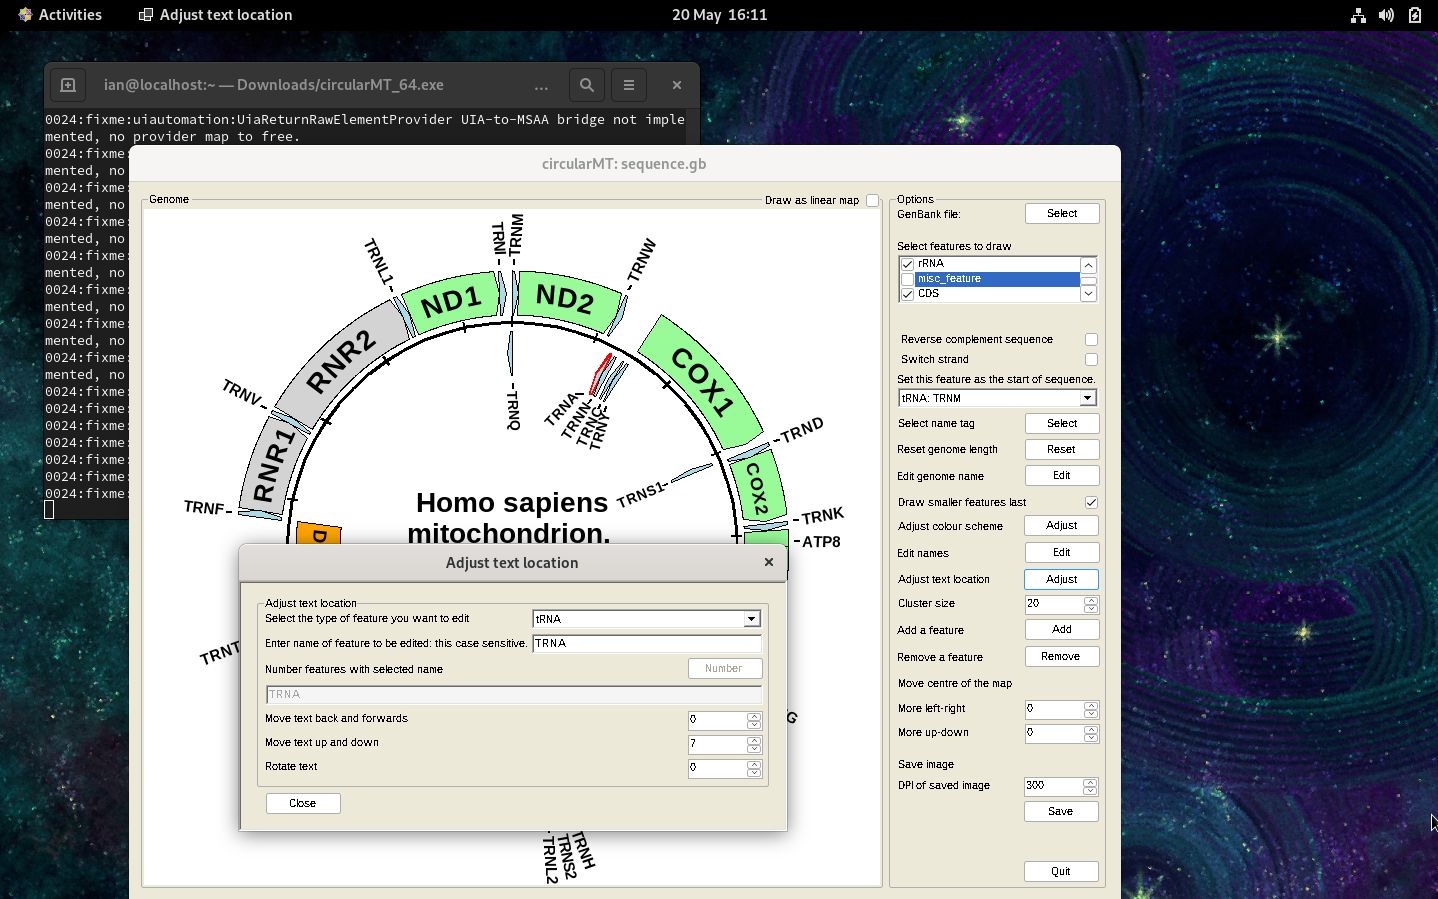 Activities
Adjust text location
20 May 16:11
ian@localhost:~ — Downloads/circularMT_64.exe
...
0024:fixme:uiautomation:UiaReturnRawElementProvider UIA-to-MSAA bridge not imple
mented, no provider map to free.
0024:fixme:
mented, no
0024:fixme:
mented, no
0024:fixme:
mented, no
0024:fixme:
mented, no
0024:fixme:
mented, no
0024:fixme:
mented, no
0024:fixme:
mented, no
0024:fixme:
0024:fixme:
0024:fixme:
0024:fixme:
0024:fixme:
0024:fixme:
0024:fixme:
circularMT: sequence.gb
Genome
Draw as linear map
TRNL1
TRNI
TRNM
TRNW
ND1
ND2
RNR2
COX1
TRNV
TRNQ
TRNA
TRNN
TRNC
TRNY
TRND
RNR1
COX2
TRNS1
TRNF
TRNK
ATP8
Homo sapiens
mitochondrion.
D
TRNT
G
TRNH
TRNS2
TRNL2
Options
GenBank file:
Select
Select features to draw
rRNA
misc_feature
CDS
Reverse complement sequence
Switch strand
Set this feature as the start of sequence.
tRNA: TRNM
Select name tag
Select
Reset genome length
Reset
Edit genome name
Edit
Draw smaller features last
Adjust colour scheme
Adjust
Edit names
Edit
Adjust text location
Adjust
Cluster size
20
Add a feature
Add
Remove a feature
Remove
Move centre of the map
More left-right
0
More up-down
0
Save image
DPI of saved image
300
Save
Quit
Adjust text location
Adjust text location
Select the type of feature you want to edit
tRNA
Enter name of feature to be edited: this case sensitive.
TRNA
Number features with selected name
Number
TRNA
Move text back and forwards
0
Move text up and down
7
Rotate text
0
Close